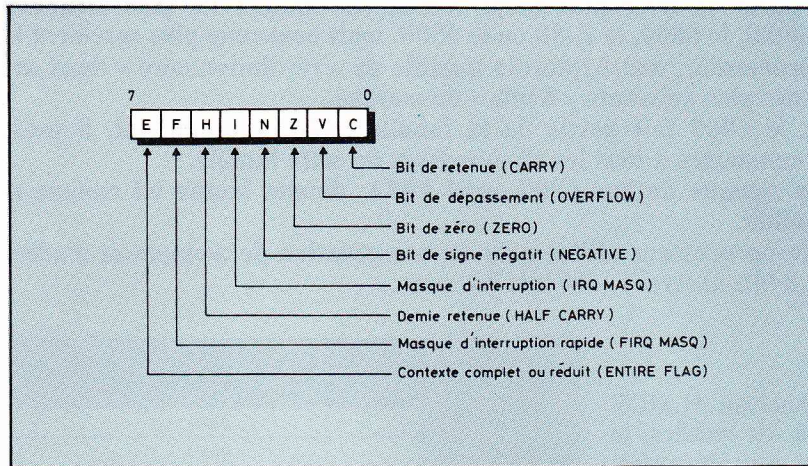 7 0
E F H I N Z V C
Bit de retenue (CARRY)
Bit de dépassement (OVERFLOW)
Bit de zéro (ZERO)
Bit de signe négatif (NEGATIVE)
Masque d'interruption (IRQ MASQ)
Demie retenue (HALF CARRY)
Masque d'interruption rapide (FIRQ MASQ)
Contexte complet ou réduit (ENTIRE FLAG)